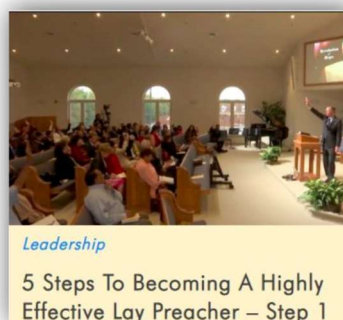 Leadership
5 Steps To Becoming A Highly
Effective Lay Preacher – Step 1